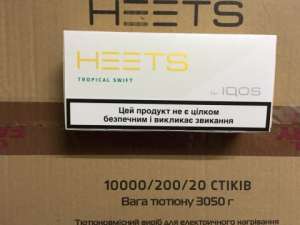 HEETS
TROPICAL SWIFT
IQOS
Цей продукт не є цілком
безпечним і викликає звикання
10000/200/20 СТІКІВ
Вага тютюну 3050 г
Тютюновмісний виріб для електричного нагрівання